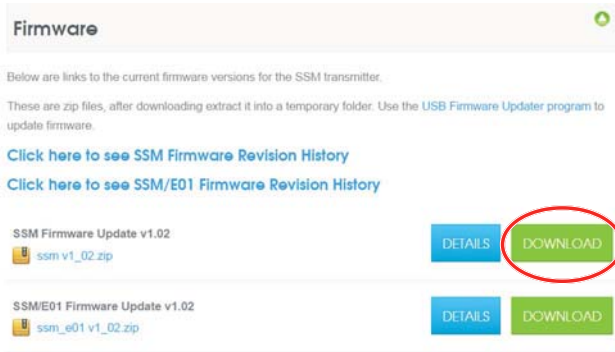 Firmware
Below are links to the current firmware versions for the SSM transmitter.
These are zip files, after downloading extract it into a temporary folder. Use the USB Firmware Updater program to
update firmware.
Click here to see SSM Firmware Revision History
Click here to see SSM/E01 Firmware Revision History
SSM Firmware Update v1.02
ssm v1_02.zip
DETAILS
DOWNLOAD
SSM/E01 Firmware Update v1.02
ssm_e01 v1_02.zip
DETAILS
DOWNLOAD